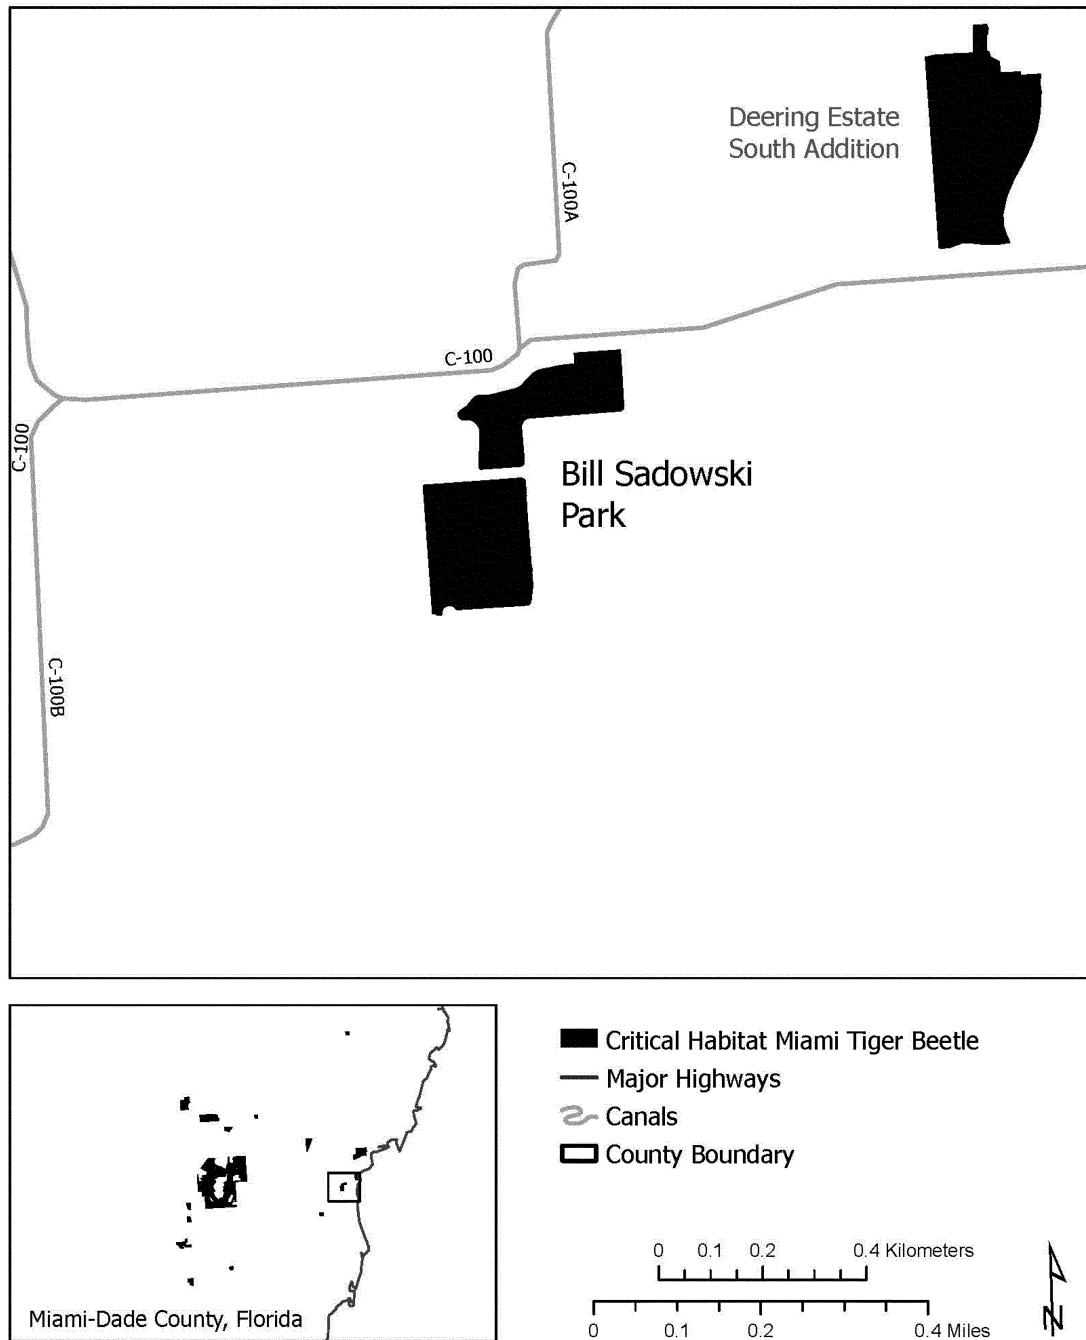 Deering Estate
South Addition
C-100A
C-100
C-100
Bill Sadowski
Park
C-100B
Critical Habitat Miami Tiger Beetle
Major Highways
Canals
County Boundary
Miami-Dade County, Florida
0 0.1 0.2 0.4 Kilometers
0 0.1 0.2 0.4 Miles
N